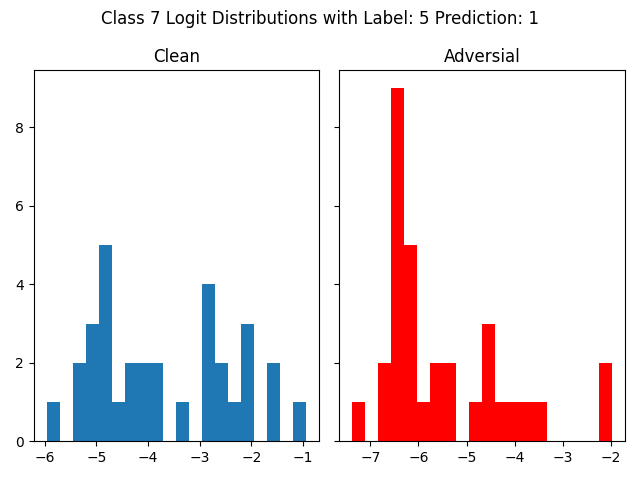 Class 7 Logit Distributions with Label: 5 Prediction: 1
Clean
Adversial
8
6
4
2
0
−6 −5 −4 −3 −2 −1
−7 −6 −5 −4 −3 −2